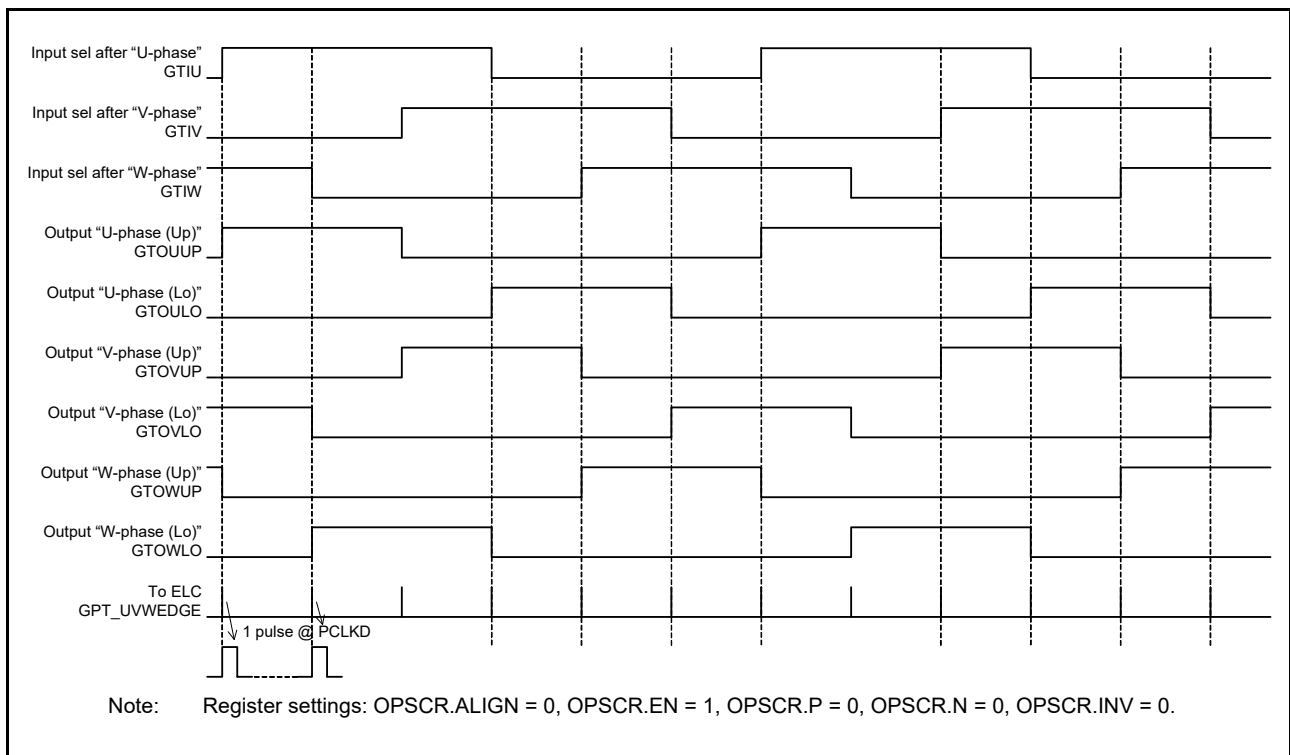 Input sel after “U-phase”
GTIU
Input sel after “V-phase”
GTIV
Input sel after “W-phase”
GTIW
Output “U-phase (Up)”
GTOUUP
Output “U-phase (Lo)”
GTOULO
Output “V-phase (Up)”
GTOVUP
Output “V-phase (Lo)”
GTOVLO
Output “W-phase (Up)”
GTOWUP
Output “W-phase (Lo)”
GTOWLO
To ELC
GPT_UVWEDGE
1 pulse @ PCLKD
Note: Register settings: OPSCR.ALIGN = 0, OPSCR.EN = 1, OPSCR.P = 0, OPSCR.N = 0, OPSCR.INV = 0.